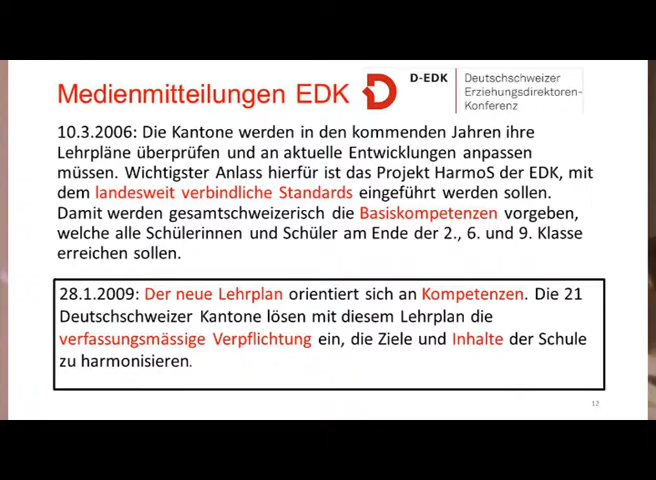 Medienmitteilungen EDK
D-EDK
Deutschschweizer
Erziehungsdirektoren-
Konferenz
10.3.2006: Die Kantone werden in den kommenden Jahren ihre
Lehrpläne überprüfen und an aktuelle Entwicklungen anpassen
müssen. Wichtigster Anlass hierfür ist das Projekt HarmoS der EDK, mit
dem landesweit verbindliche Standards eingeführt werden sollen.
Damit werden gesamtschweizerisch die Basiskompetenzen vorgeben,
welche alle Schülerinnen und Schüler am Ende der 2., 6. und 9. Klasse
erreichen sollen.
28.1.2009: Der neue Lehrplan orientiert sich an Kompetenzen. Die 21
Deutschweizer Kantone lösen mit diesem Lehrplan die
verfassungsmässige Verpflichtung ein, die Ziele und Inhalte der Schule
zu harmonisieren.
12